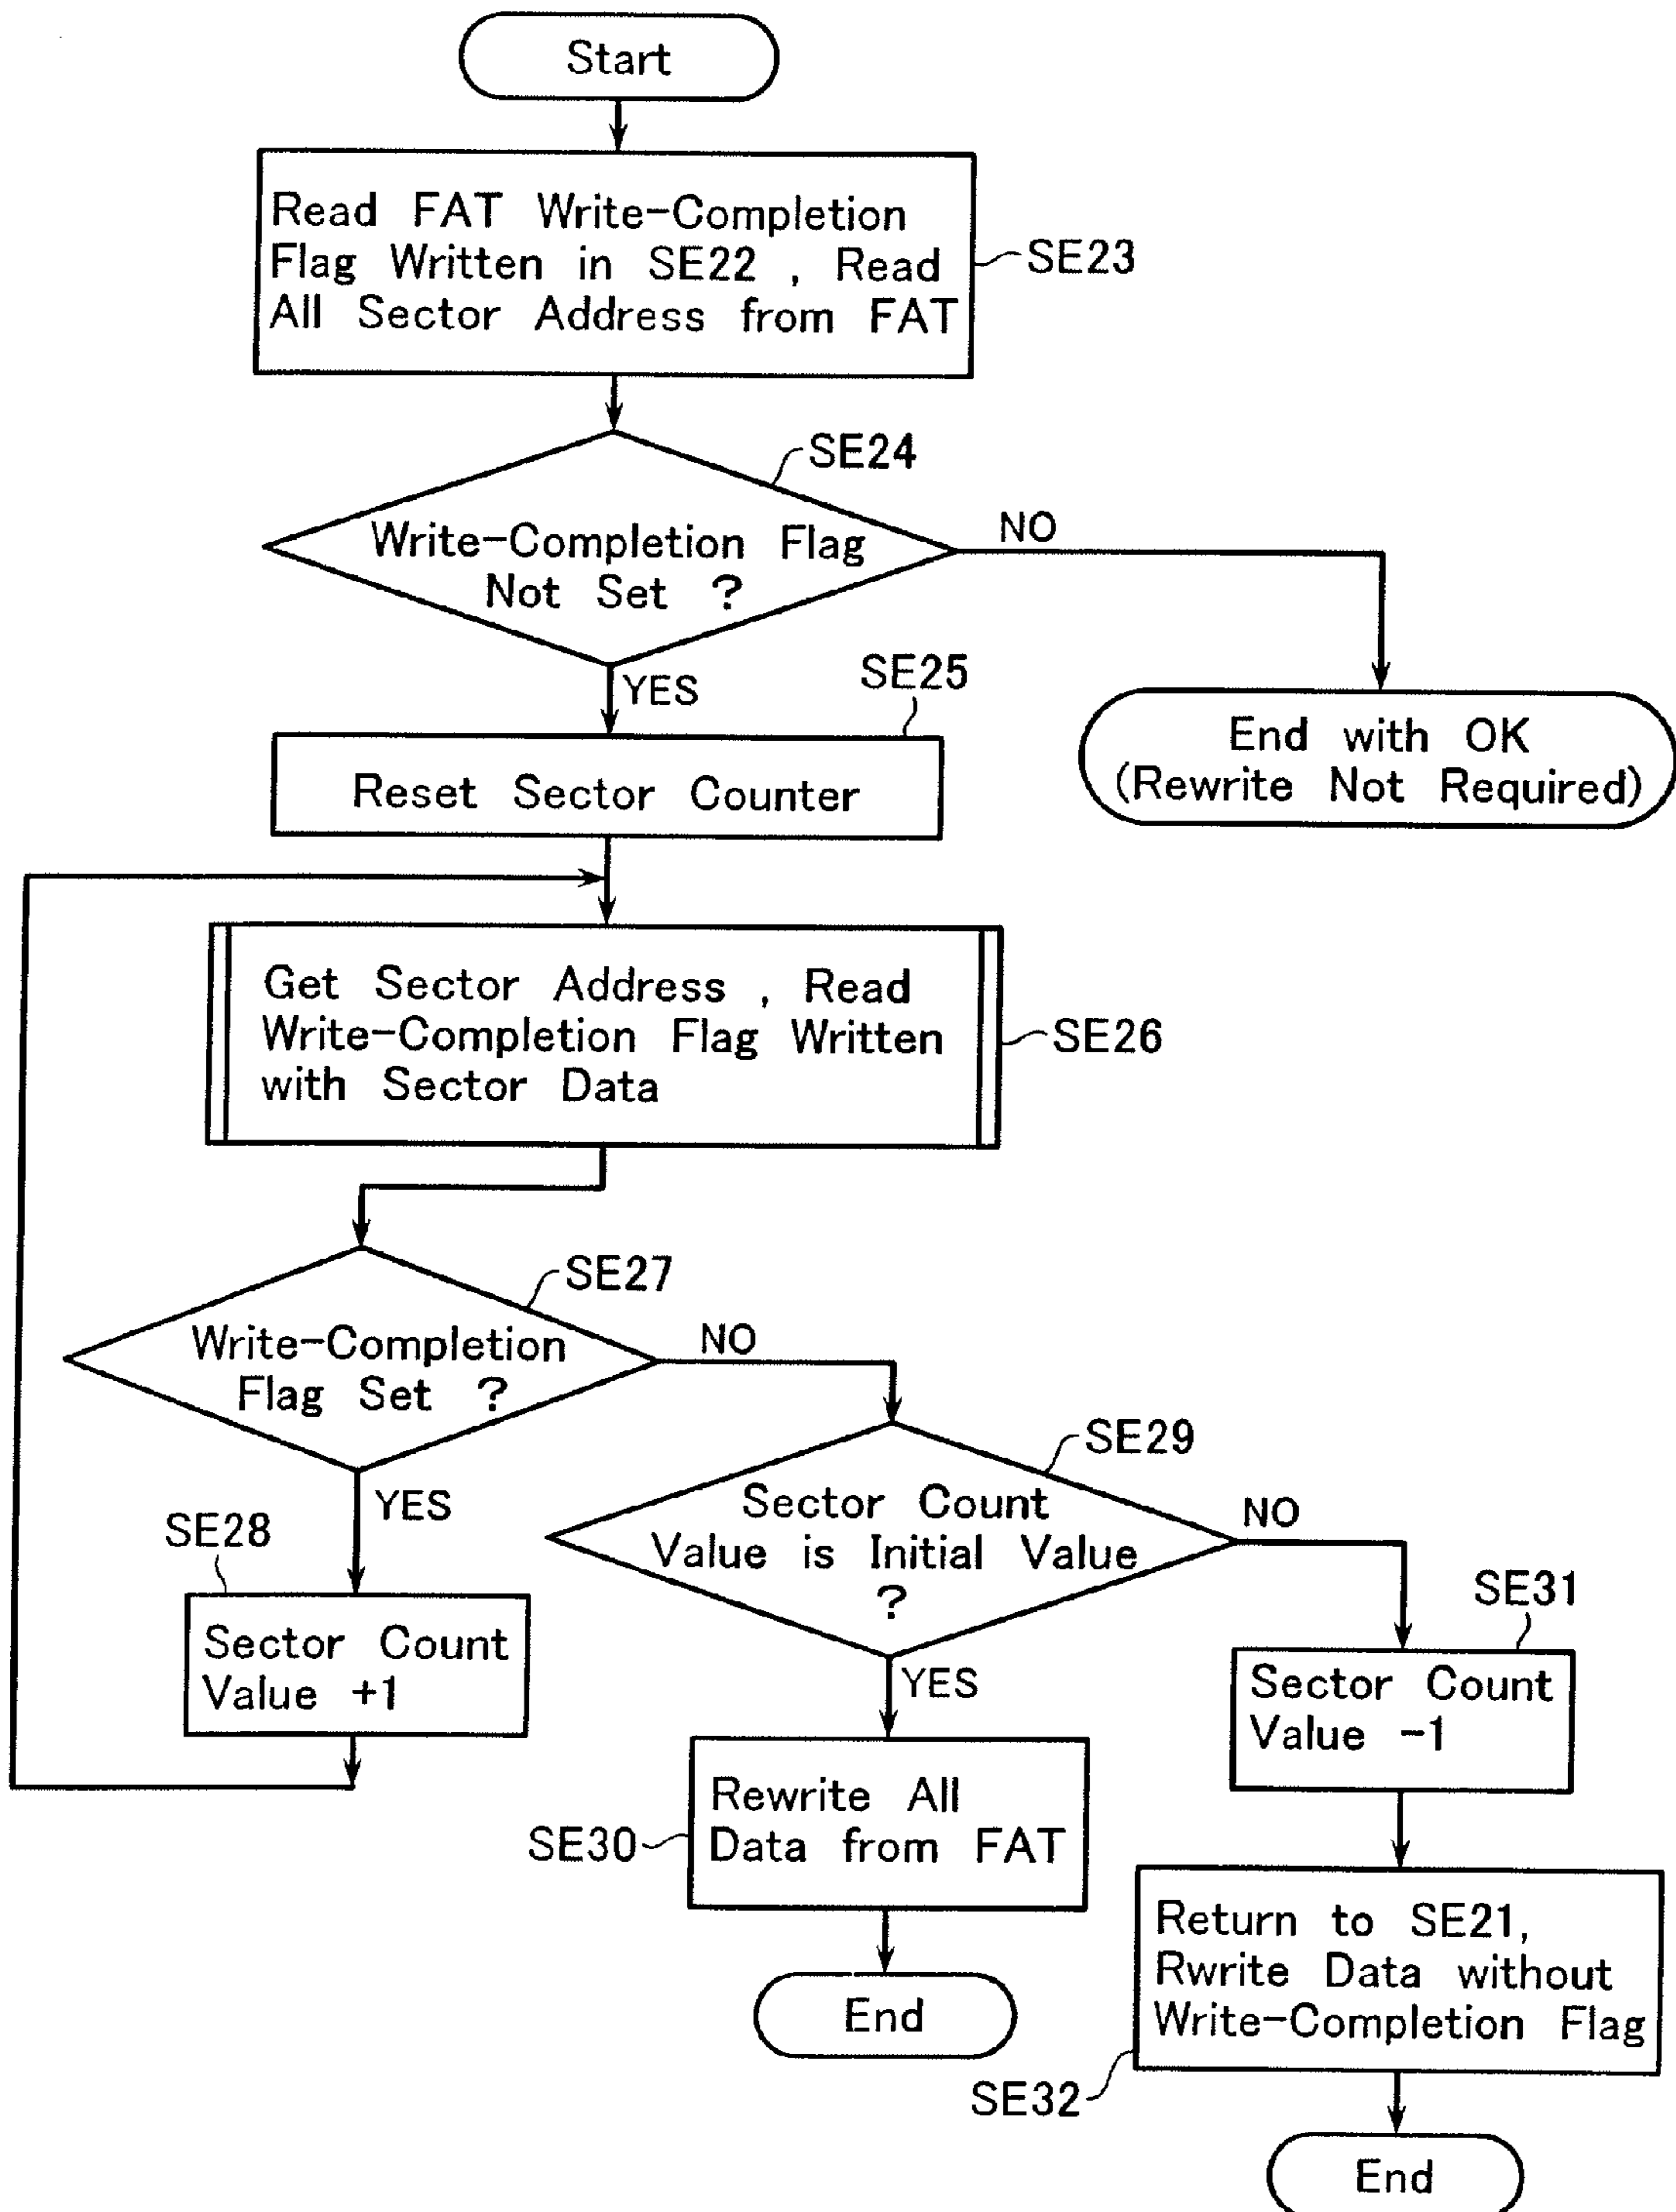 Start
Read FAT Write-Completion
Flag Written in SE22 , Read
All Sector Address from FAT
SE23
SE24
Write-Completion Flag
Not Set ?
NO
YES
End with OK
(Rewrite Not Required)
SE25
Reset Sector Counter
Get Sector Address , Read
Write-Completion Flag Written
with Sector Data
SE26
SE27
Write-Completion
Flag Set ?
NO
YES
SE28
Sector Count
Value +1
SE29
Sector Count
Value is Initial Value
?
NO
YES
SE30
Rewrite All
Data from FAT
End
SE31
Sector Count
Value -1
Return to SE21,
Rwrite Data without
Write-Completion Flag
SE32
End